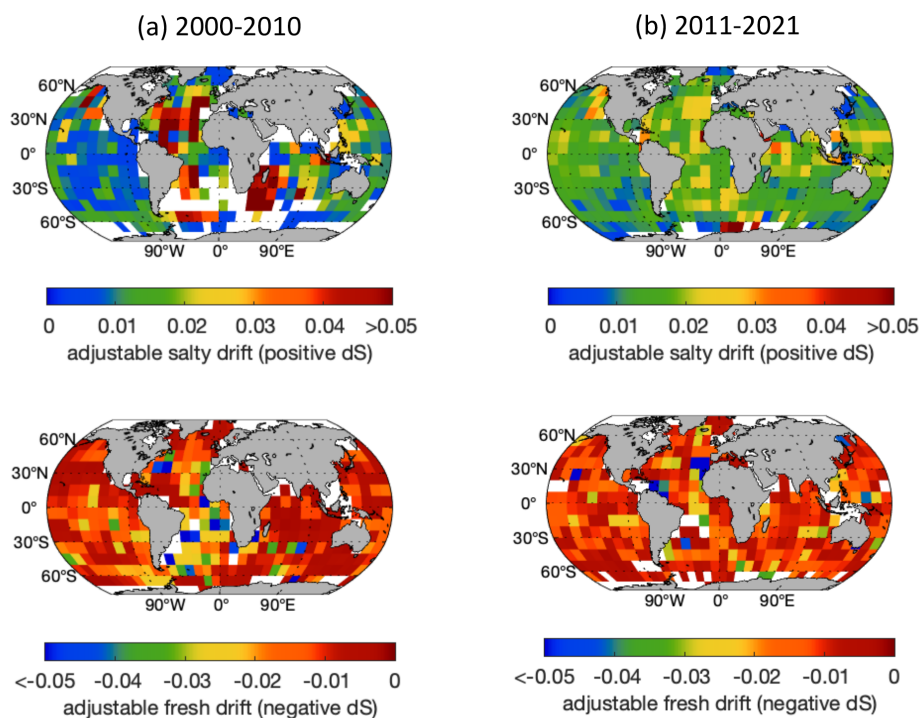 (a) 2000-2010
(b) 2011-2021
60°N
30°N
0°
30°S
60°S
90°W 0° 90°E
60°N
30°N
0°
30°S
60°S
90°W 0° 90°E
0 0.01 0.02 0.03 0.04 >0.05
adjustable salty drift (positive dS)
0 0.01 0.02 0.03 0.04 >0.05
adjustable salty drift (positive dS)
60°N
30°N
0°
30°S
60°S
90°W 0° 90°E
60°N
30°N
0°
30°S
60°S
90°W 0° 90°E
<-0.05 -0.04 -0.03 -0.02 -0.01 0
adjustable fresh drift (negative dS)
<-0.05 -0.04 -0.03 -0.02 -0.01 0
adjustable fresh drift (negative dS)